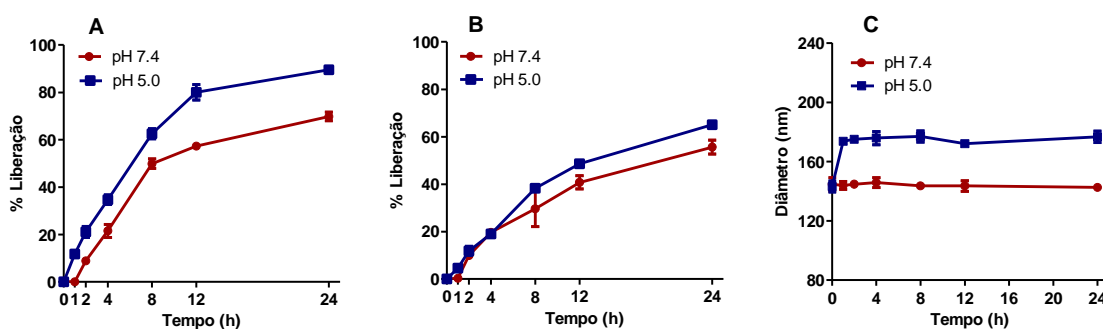 A
pH 7.4
pH 5.0
% Liberação
100
80
60
40
20
0
0 1 2 4 8 12 24
Tempo (h)
B
pH 7.4
pH 5.0
% Liberação
100
80
60
40
20
0
0 1 2 4 8 12 24
Tempo (h)
C
pH 7.4
pH 5.0
Diâmetro (nm)
240
200
160
120
80
0 4 8 12 16 20 24
Tempo (h)